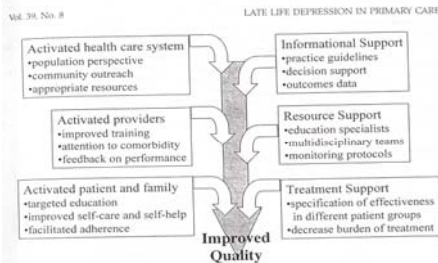 Vol. 39, No. 8
LATE LIFE DEPRESSION IN PRIMARY CARE
Activated health care system
•population perspective
•community outreach
•appropriate resources
Informational Support
•practice guidelines
•decision support
•outcomes data
Activated providers
•improved training
•attention to comorbidity
•feedback on performance
Resource Support
•education specialists
•multidisciplinary teams
•monitoring protocols
Activated patient and family
•targeted education
•improved self-care and self-help
•facilitated adherence
Treatment Support
•specification of effectiveness
in different patient groups
•decrease burden of treatment
Improved
Quality